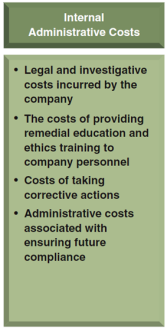 Internal
Administrative Costs
• Legal and investigative
costs incurred by the
company
• The costs of providing
remedial education and
ethics training to
company personnel
• Costs of taking
corrective actions
• Administrative costs
associated with
ensuring future
compliance